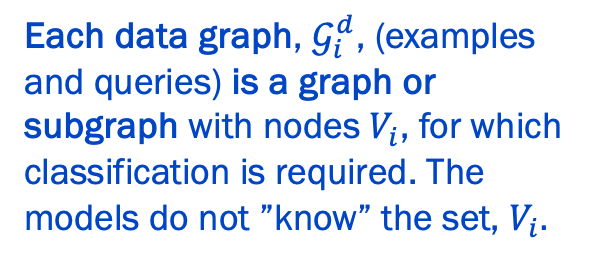 Each data graph, 𝒢ᵢᵈ, (examples
and queries) is a graph or
subgraph with nodes Vᵢ, for which
classification is required. The
models do not ”know” the set, Vᵢ.